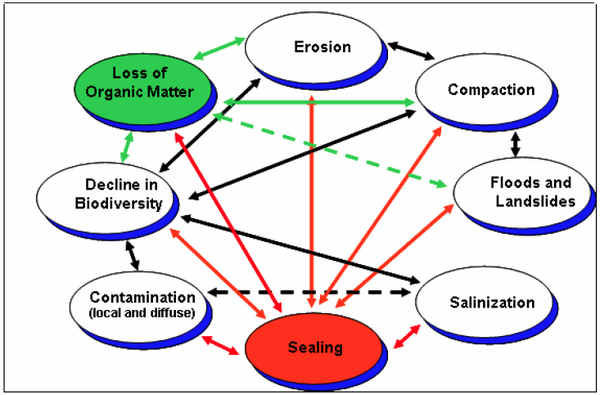 Erosion
Loss of
Organic Matter
Compaction
Decline in
Biodiversity
Floods and
Landslides
Contamination
(local and diffuse)
Salinization
Sealing